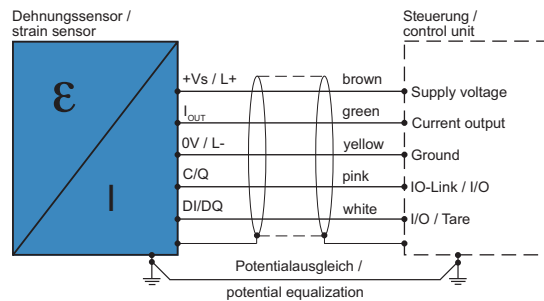 Dehnungssensor /
strain sensor
Steuerung /
control unit
ε
I
+Vs / L+
brown
Supply voltage
IOUT
green
Current output
0V / L-
yellow
Ground
C/Q
pink
IO-Link / I/O
DI/DQ
white
I/O / Tare
Potentialausgleich /
potential equalization